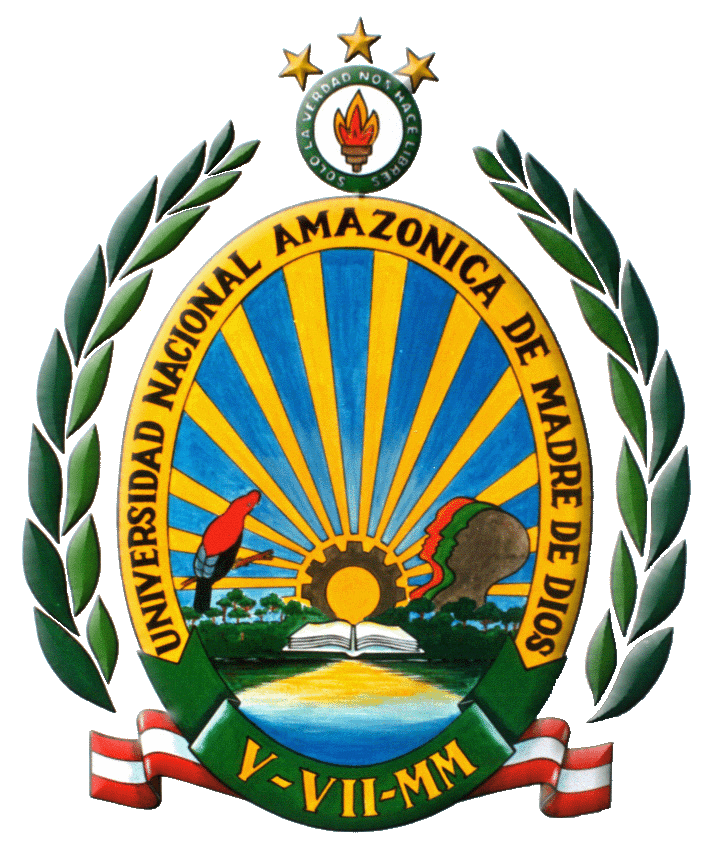 SOLO LA VERDAD NOS HACE LIBRES
UNIVERSIDAD NACIONAL AMAZONICA DE MADRE DE DIOS
V-VII-MM